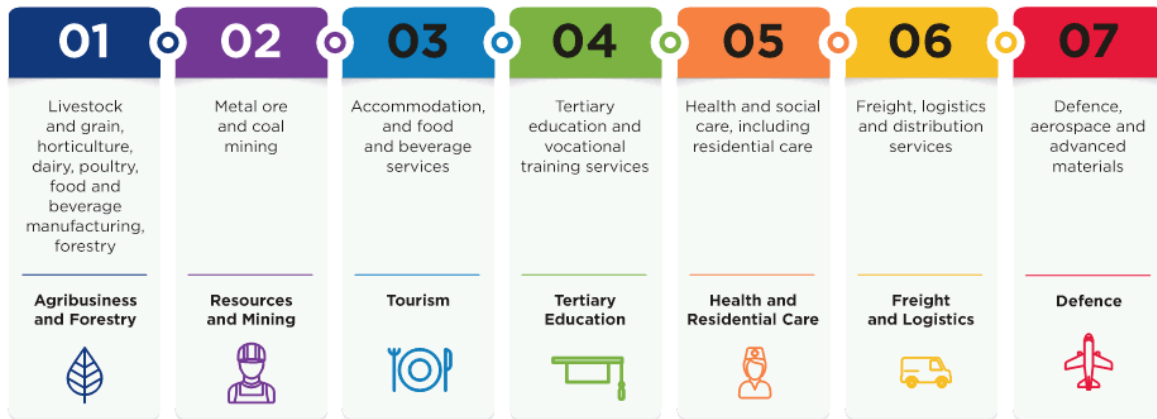 01
Livestock
and grain,
horticulture,
dairy, poultry,
food and
beverage
manufacturing,
forestry
Agribusiness
and Forestry
02
Metal ore
and coal
mining
Resources
and Mining
03
Accommodation,
and food
and beverage
services
Tourism
04
Tertiary
education and
vocational
training services
Tertiary
Education
05
Health and social
care, including
residential care
Health and
Residential Care
06
Freight, logistics
and distribution
services
Freight
and Logistics
07
Defence,
aerospace and
advanced
materials
Defence